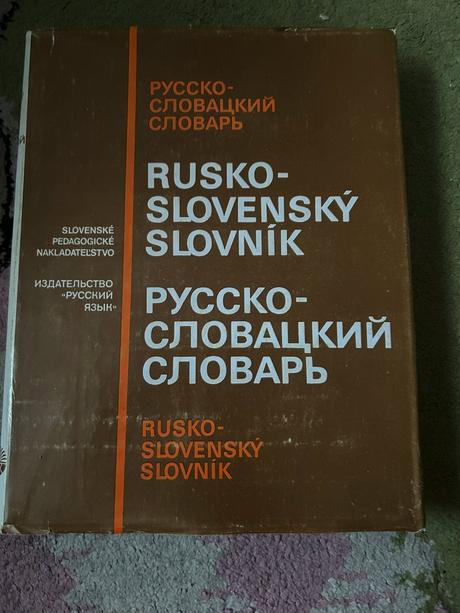 РУССКО-
СЛОВАЦКИЙ
СЛОВАРЬ
RUSKO-
SLOVENSKÝ
SLOVNÍK
SLOVENSKÉ
PEDAGOGICKÉ
NAKLADATEĽSTVO
ИЗДАТЕЛЬСТВО
«РУССКИЙ
ЯЗЫК»
РУССКО-
СЛОВАЦКИЙ
СЛОВАРЬ
RUSKO-
SLOVENSKÝ
SLOVNÍK